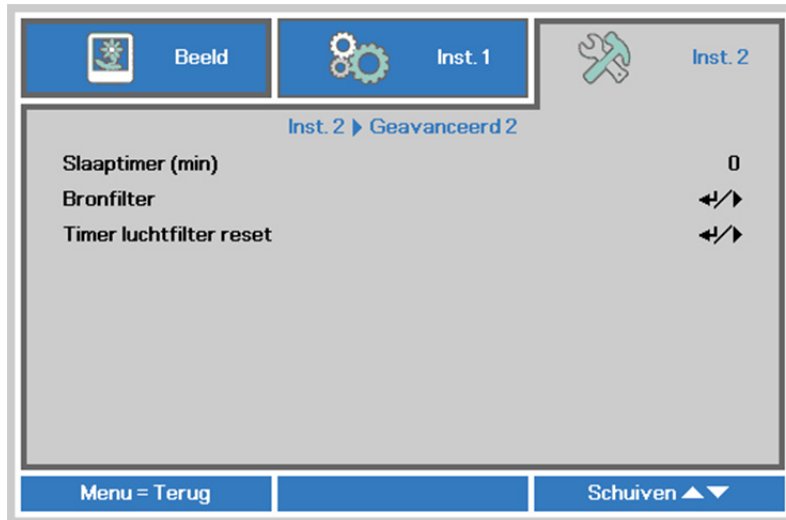 Beeld Inst. 1 Inst. 2
Inst. 2 ▶ Geavanceerd 2
Slaaptimer (min) 0
Bronfilter ↵/▶
Timer luchtfilter reset ↵/▶
Menu = Terug Schuiven ▲▼